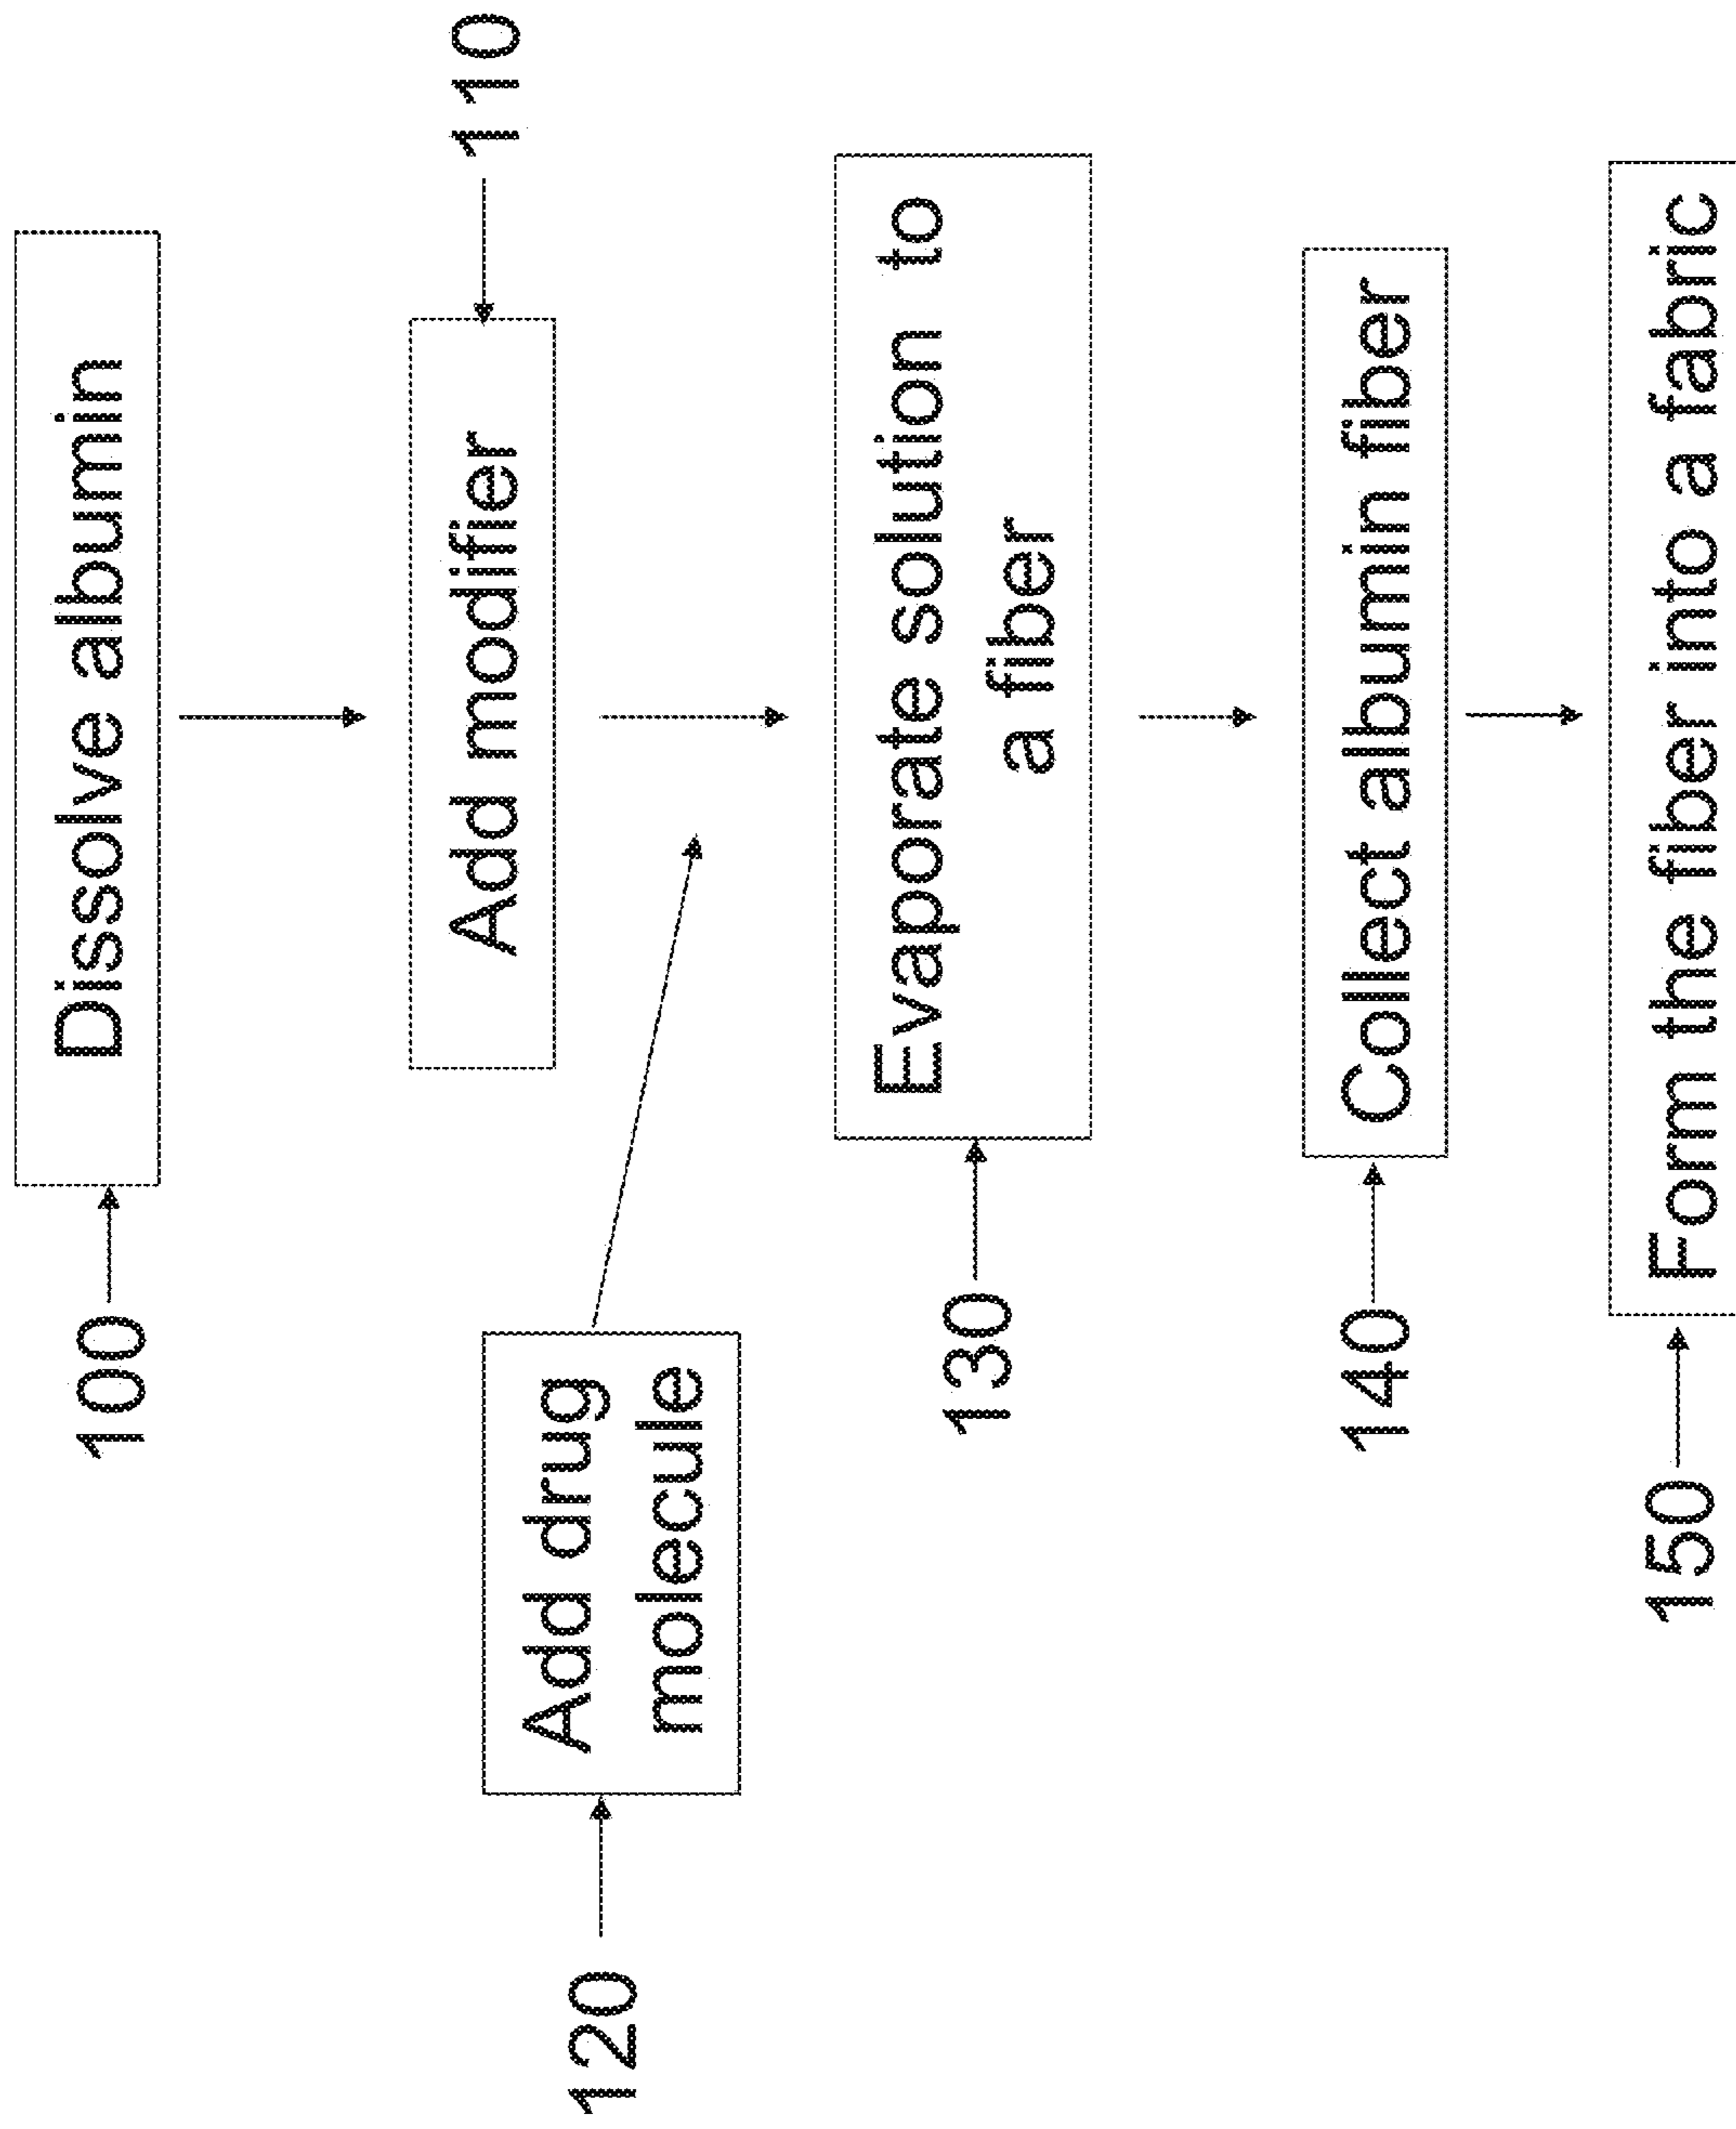 100
Dissolve albumin
Add modifier
110
120
Add drug
molecule
130
Evaporate solution to
a fiber
140
Collect albumin fiber
150
Form the fiber into a fabric